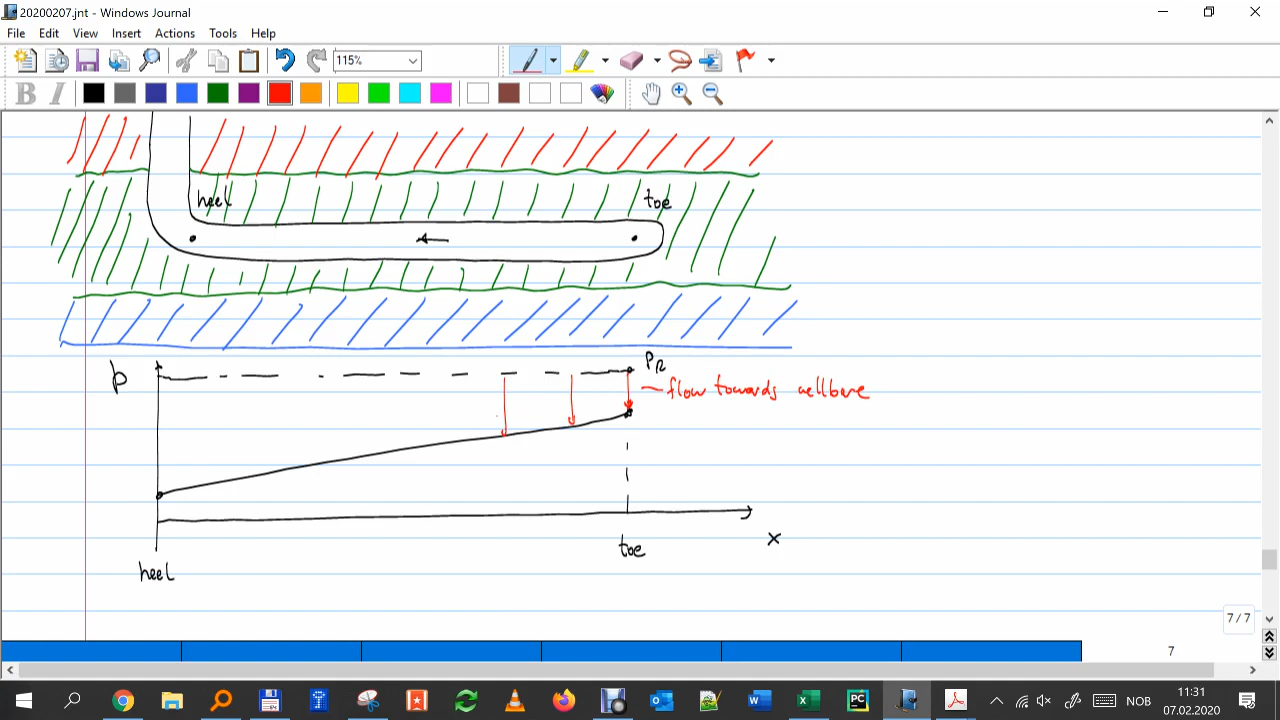 20200207.jnt - Windows Journal
File Edit View Insert Actions Tools Help
115%
B I
heel toe
p
PR
flow towards wellbore
toe
x
heel
7 / 7
7
NOB
11:31
07.02.2020